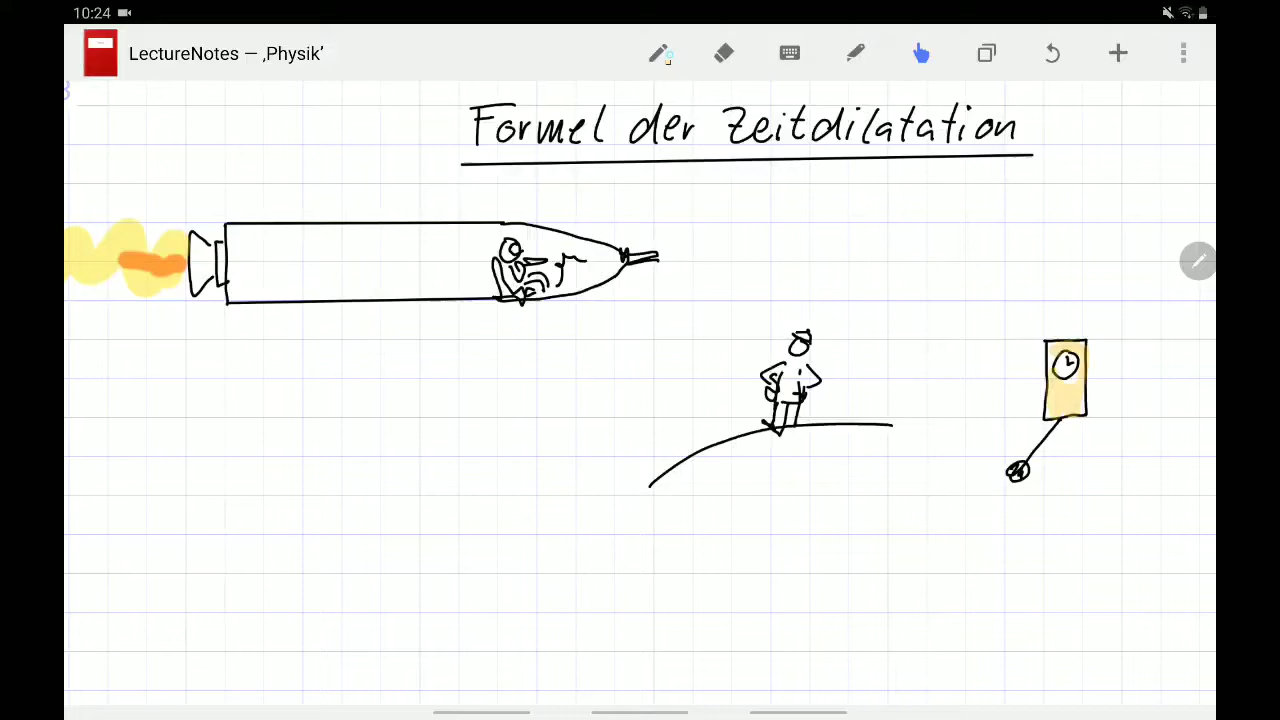 10:24
LectureNotes — ‚Physik‘
Formel der Zeitdilatation